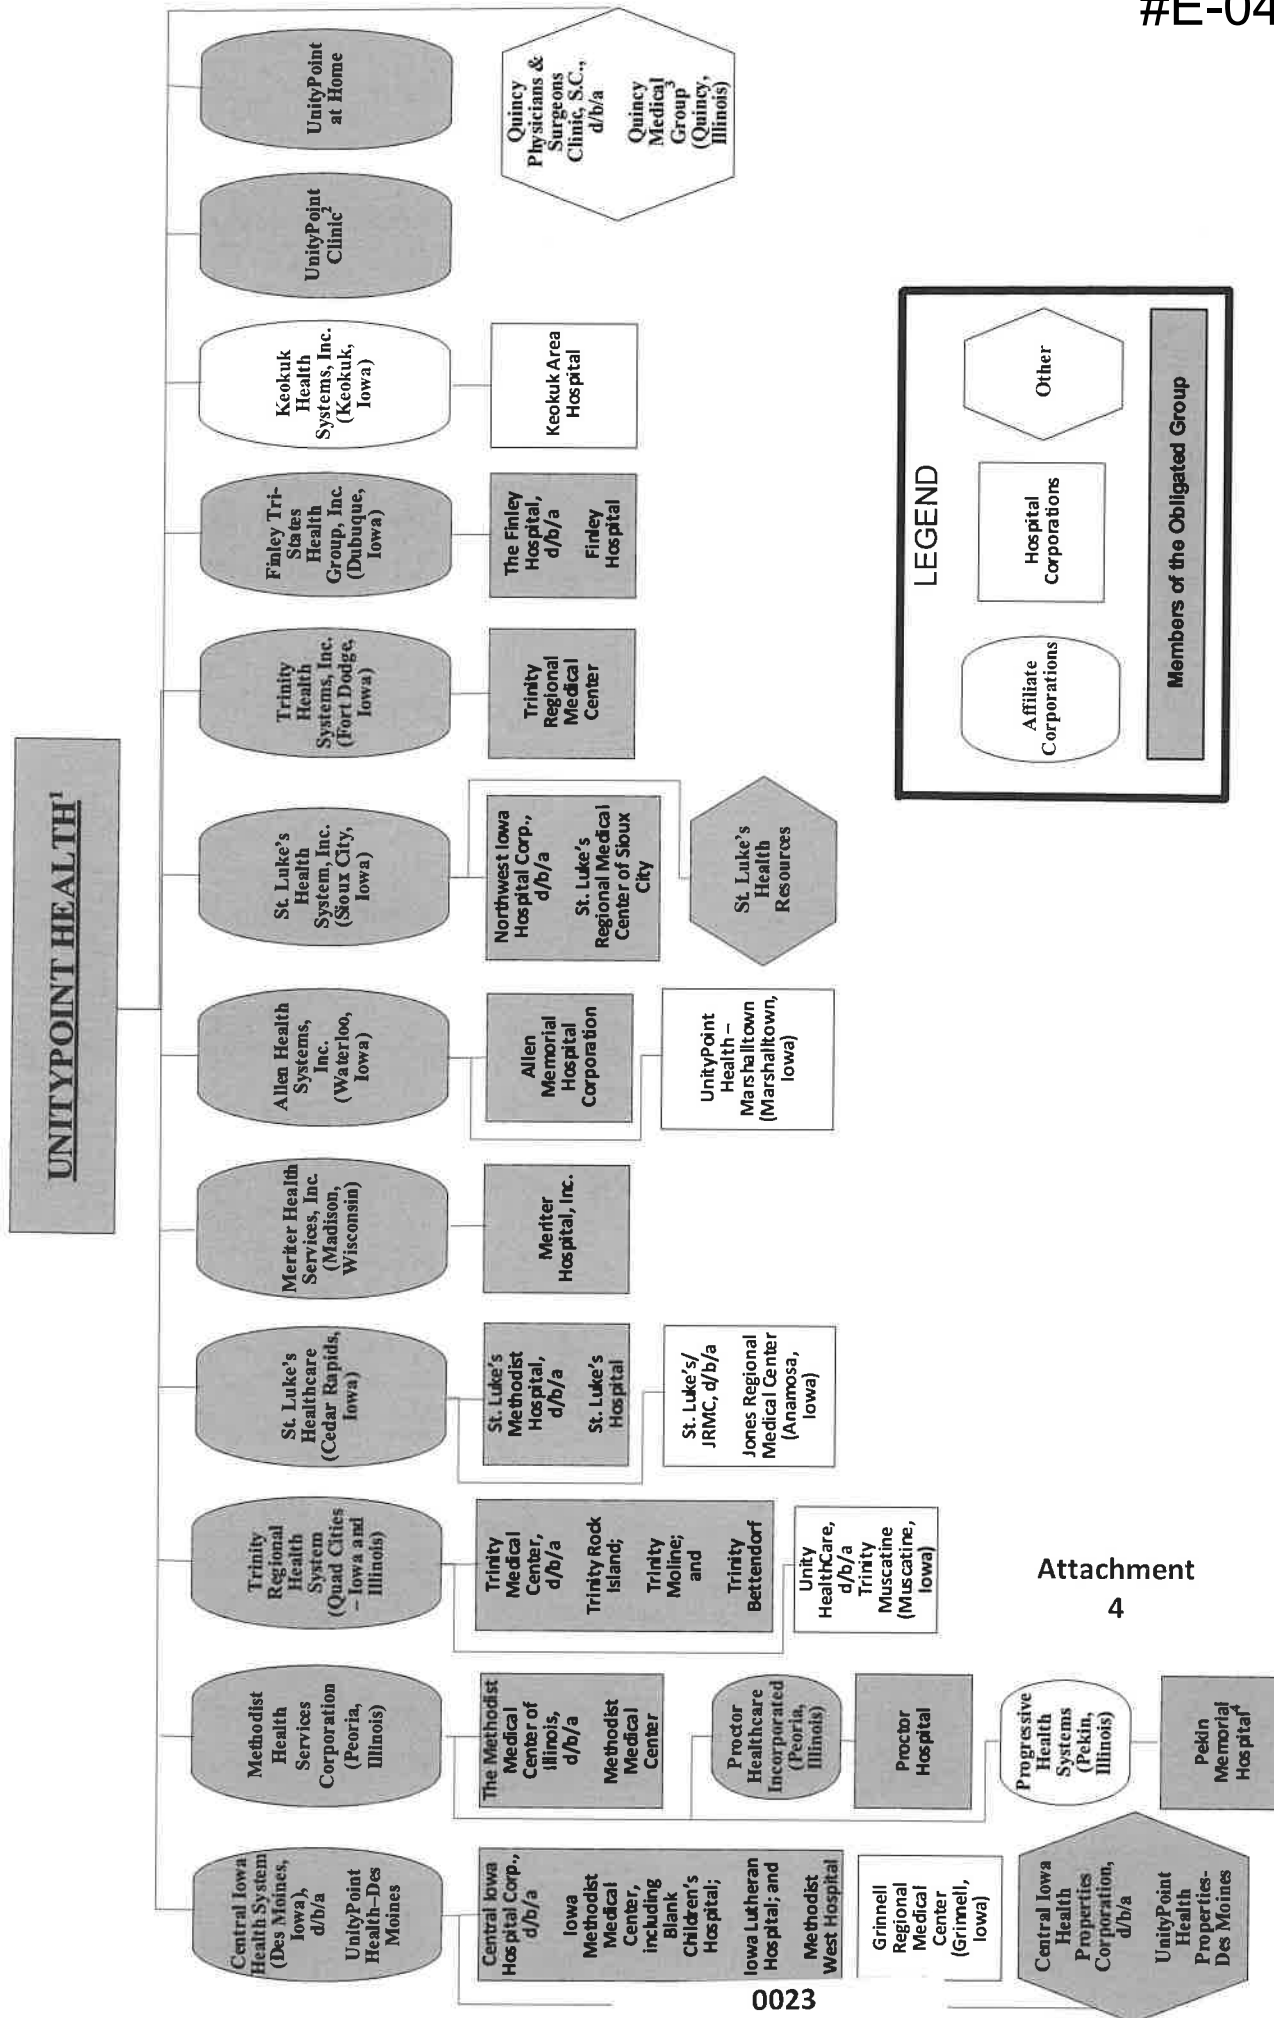 #E-04
UNITYPOINT HEALTH¹
Central Iowa
Health System
(Des Moines,
Iowa),
d/b/a
UnityPoint
Health–Des
Moines
Central Iowa
Hospital Corp.,
d/b/a
Iowa
Methodist
Medical
Center,
including
Blank
Children's
Hospital;
Iowa Lutheran
Hospital; and
Methodist
West Hospital
Grinnell
Regional
Medical
Center
(Grinnell,
Iowa)
Central Iowa
Health
Properties
Corporation,
d/b/a
UnityPoint
Health
Properties-
Des Moines
Methodist
Health
Services
Corporation
(Peoria,
Illinois)
The Methodist
Medical
Center of
Illinois,
d/b/a
Methodist
Medical
Center
Proctor
Healthcare
Incorporated
(Peoria,
Illinois)
Proctor
Hospital
Progressive
Health
Systems
(Pekin,
Illinois)
Pekin
Memorial
Hospital⁴
Trinity
Regional
Health
System
(Quad Cities
– Iowa and
Illinois)
Trinity
Medical
Center,
d/b/a
Trinity Rock
Island;
Trinity
Moline;
and
Trinity
Bettendorf
Unity
HealthCare,
d/b/a
Trinity
Muscatine
(Muscatine,
Iowa)
St. Luke's
Healthcare
(Cedar Rapids,
Iowa)
St. Luke's
Methodist
Hospital,
d/b/a
St. Luke's
Hospital
St. Luke's/
JRMC, d/b/a
Jones Regional
Medical Center
(Anamosa,
Iowa)
Meriter Health
Services, Inc.
(Madison,
Wisconsin)
Meriter
Hospital, Inc.
Allen Health
Systems,
Inc.
(Waterloo,
Iowa)
Allen
Memorial
Hospital
Corporation
UnityPoint
Health –
Marshalltown
(Marshalltown,
Iowa)
St. Luke's
Health
System, Inc.
(Sioux City,
Iowa)
Northwest Iowa
Hospital Corp.,
d/b/a
St. Luke's
Regional Medical
Center of Sioux
City
St. Luke's
Health
Resources
Trinity
Health
Systems, Inc.
(Fort Dodge,
Iowa)
Trinity
Regional
Medical
Center
Finley Tri-
States
Health
Group, Inc.
(Dubuque,
Iowa)
The Finley
Hospital,
d/b/a
Finley
Hospital
Keokuk
Health
Systems, Inc.
(Keokuk,
Iowa)
Keokuk Area
Hospital
UnityPoint
Clinic²
UnityPoint
at Home
Quincy
Physicians &
Surgeons
Clinic, S.C.,
d/b/a
Quincy
Medical
Group³
(Quincy,
Illinois)
LEGEND
Affiliate
Corporations
Hospital
Corporations
Other
Members of the Obligated Group
Attachment
4
0023